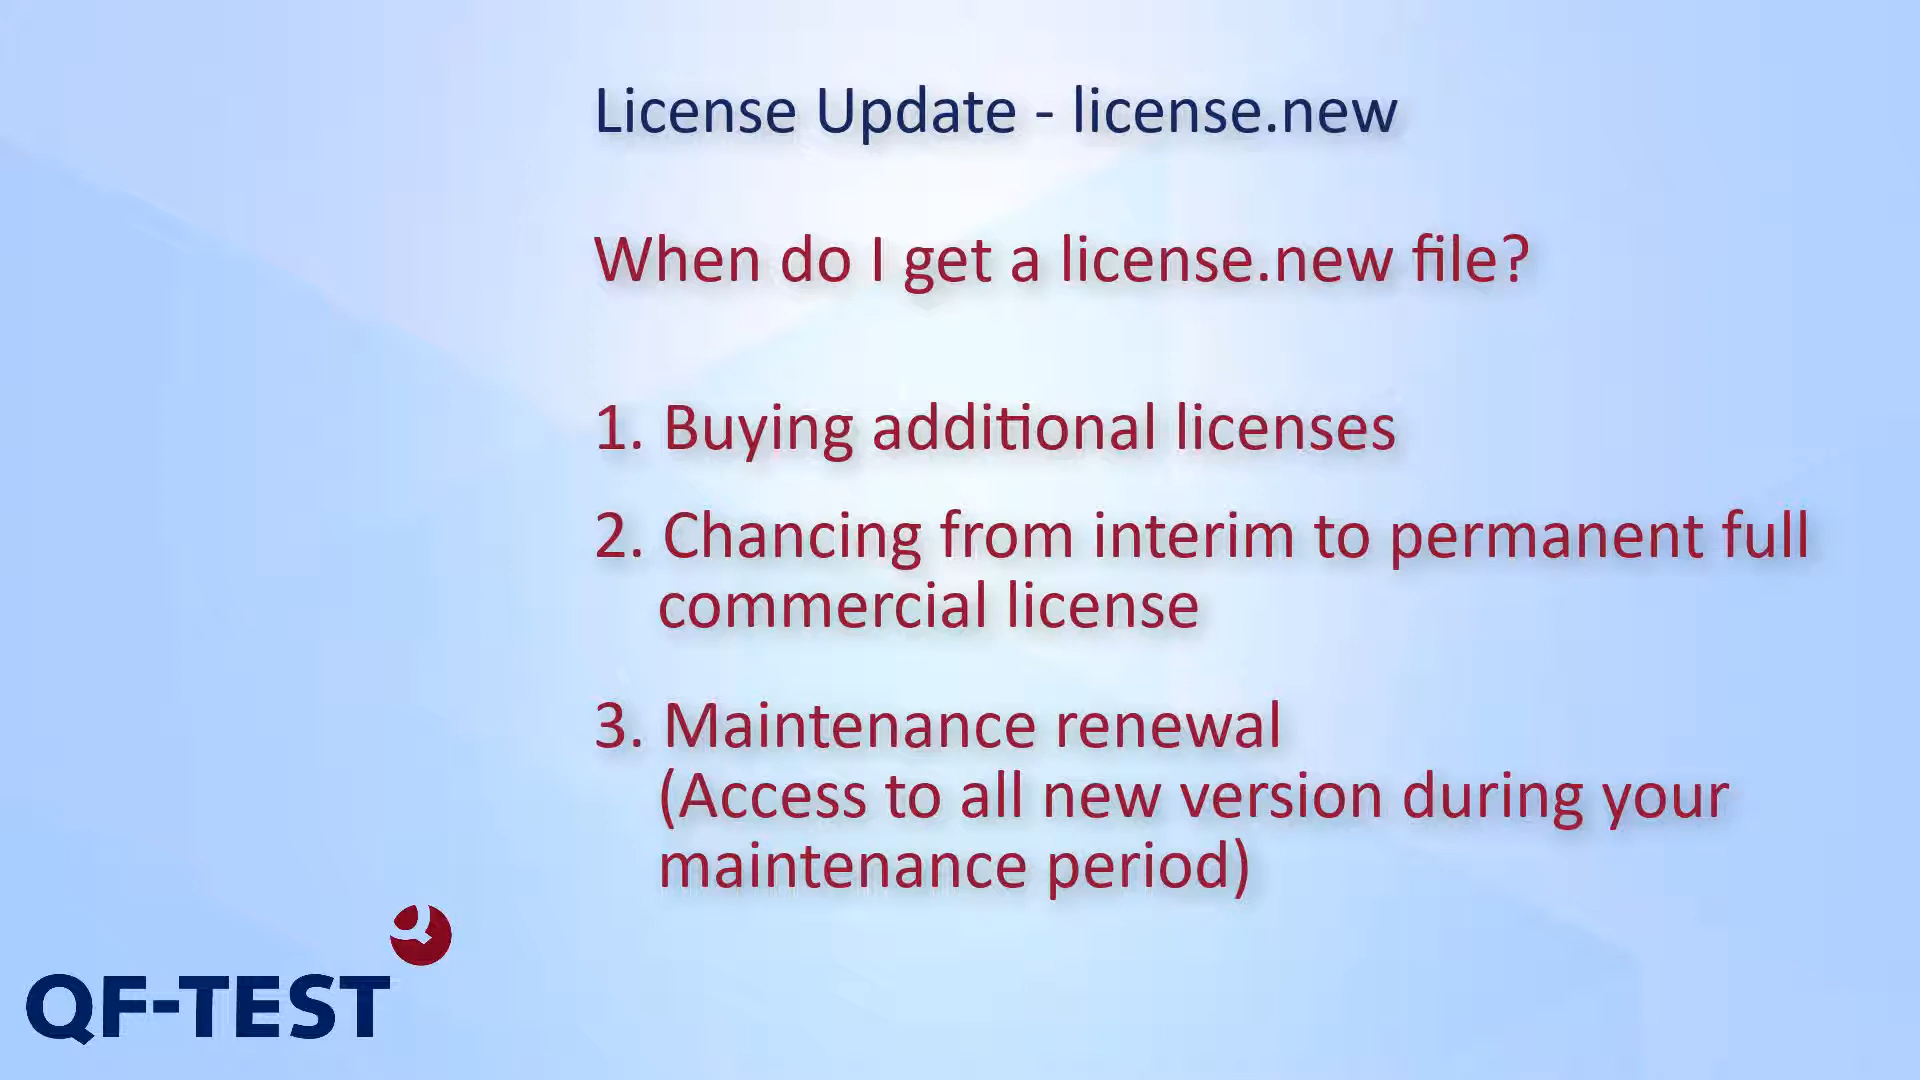 License Update - license.new
When do I get a license.new file?
1. Buying additional licenses
2. Chancing from interim to permanent full
commercial license
3. Maintenance renewal
(Access to all new version during your
maintenance period)
QF-TEST